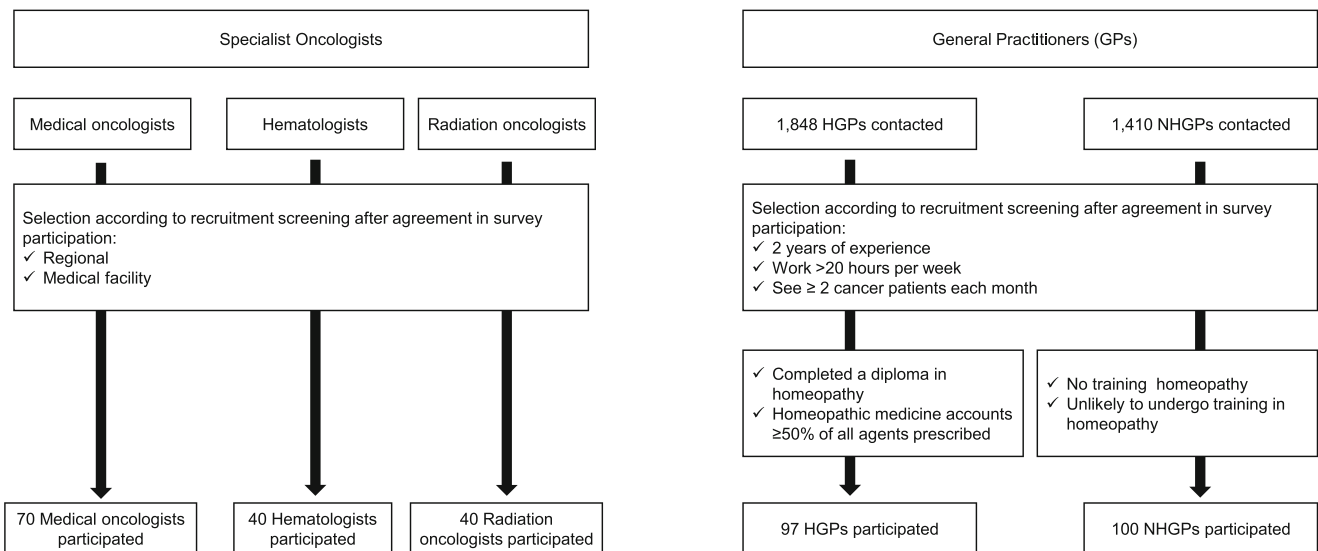 Specialist Oncologists
Medical oncologists
Hematologists
Radiation oncologists
Selection according to recruitment screening after agreement in survey
participation:
✓ Regional
✓ Medical facility
70 Medical oncologists
participated
40 Hematologists
participated
40 Radiation
oncologists participated
General Practitioners (GPs)
1,848 HGPs contacted
1,410 NHGPs contacted
Selection according to recruitment screening after agreement in survey
participation:
✓ 2 years of experience
✓ Work >20 hours per week
✓ See ≥ 2 cancer patients each month
✓ Completed a diploma in
homeopathy
✓ Homeopathic medicine accounts
≥50% of all agents prescribed
✓ No training homeopathy
✓ Unlikely to undergo training in
homeopathy
97 HGPs participated
100 NHGPs participated